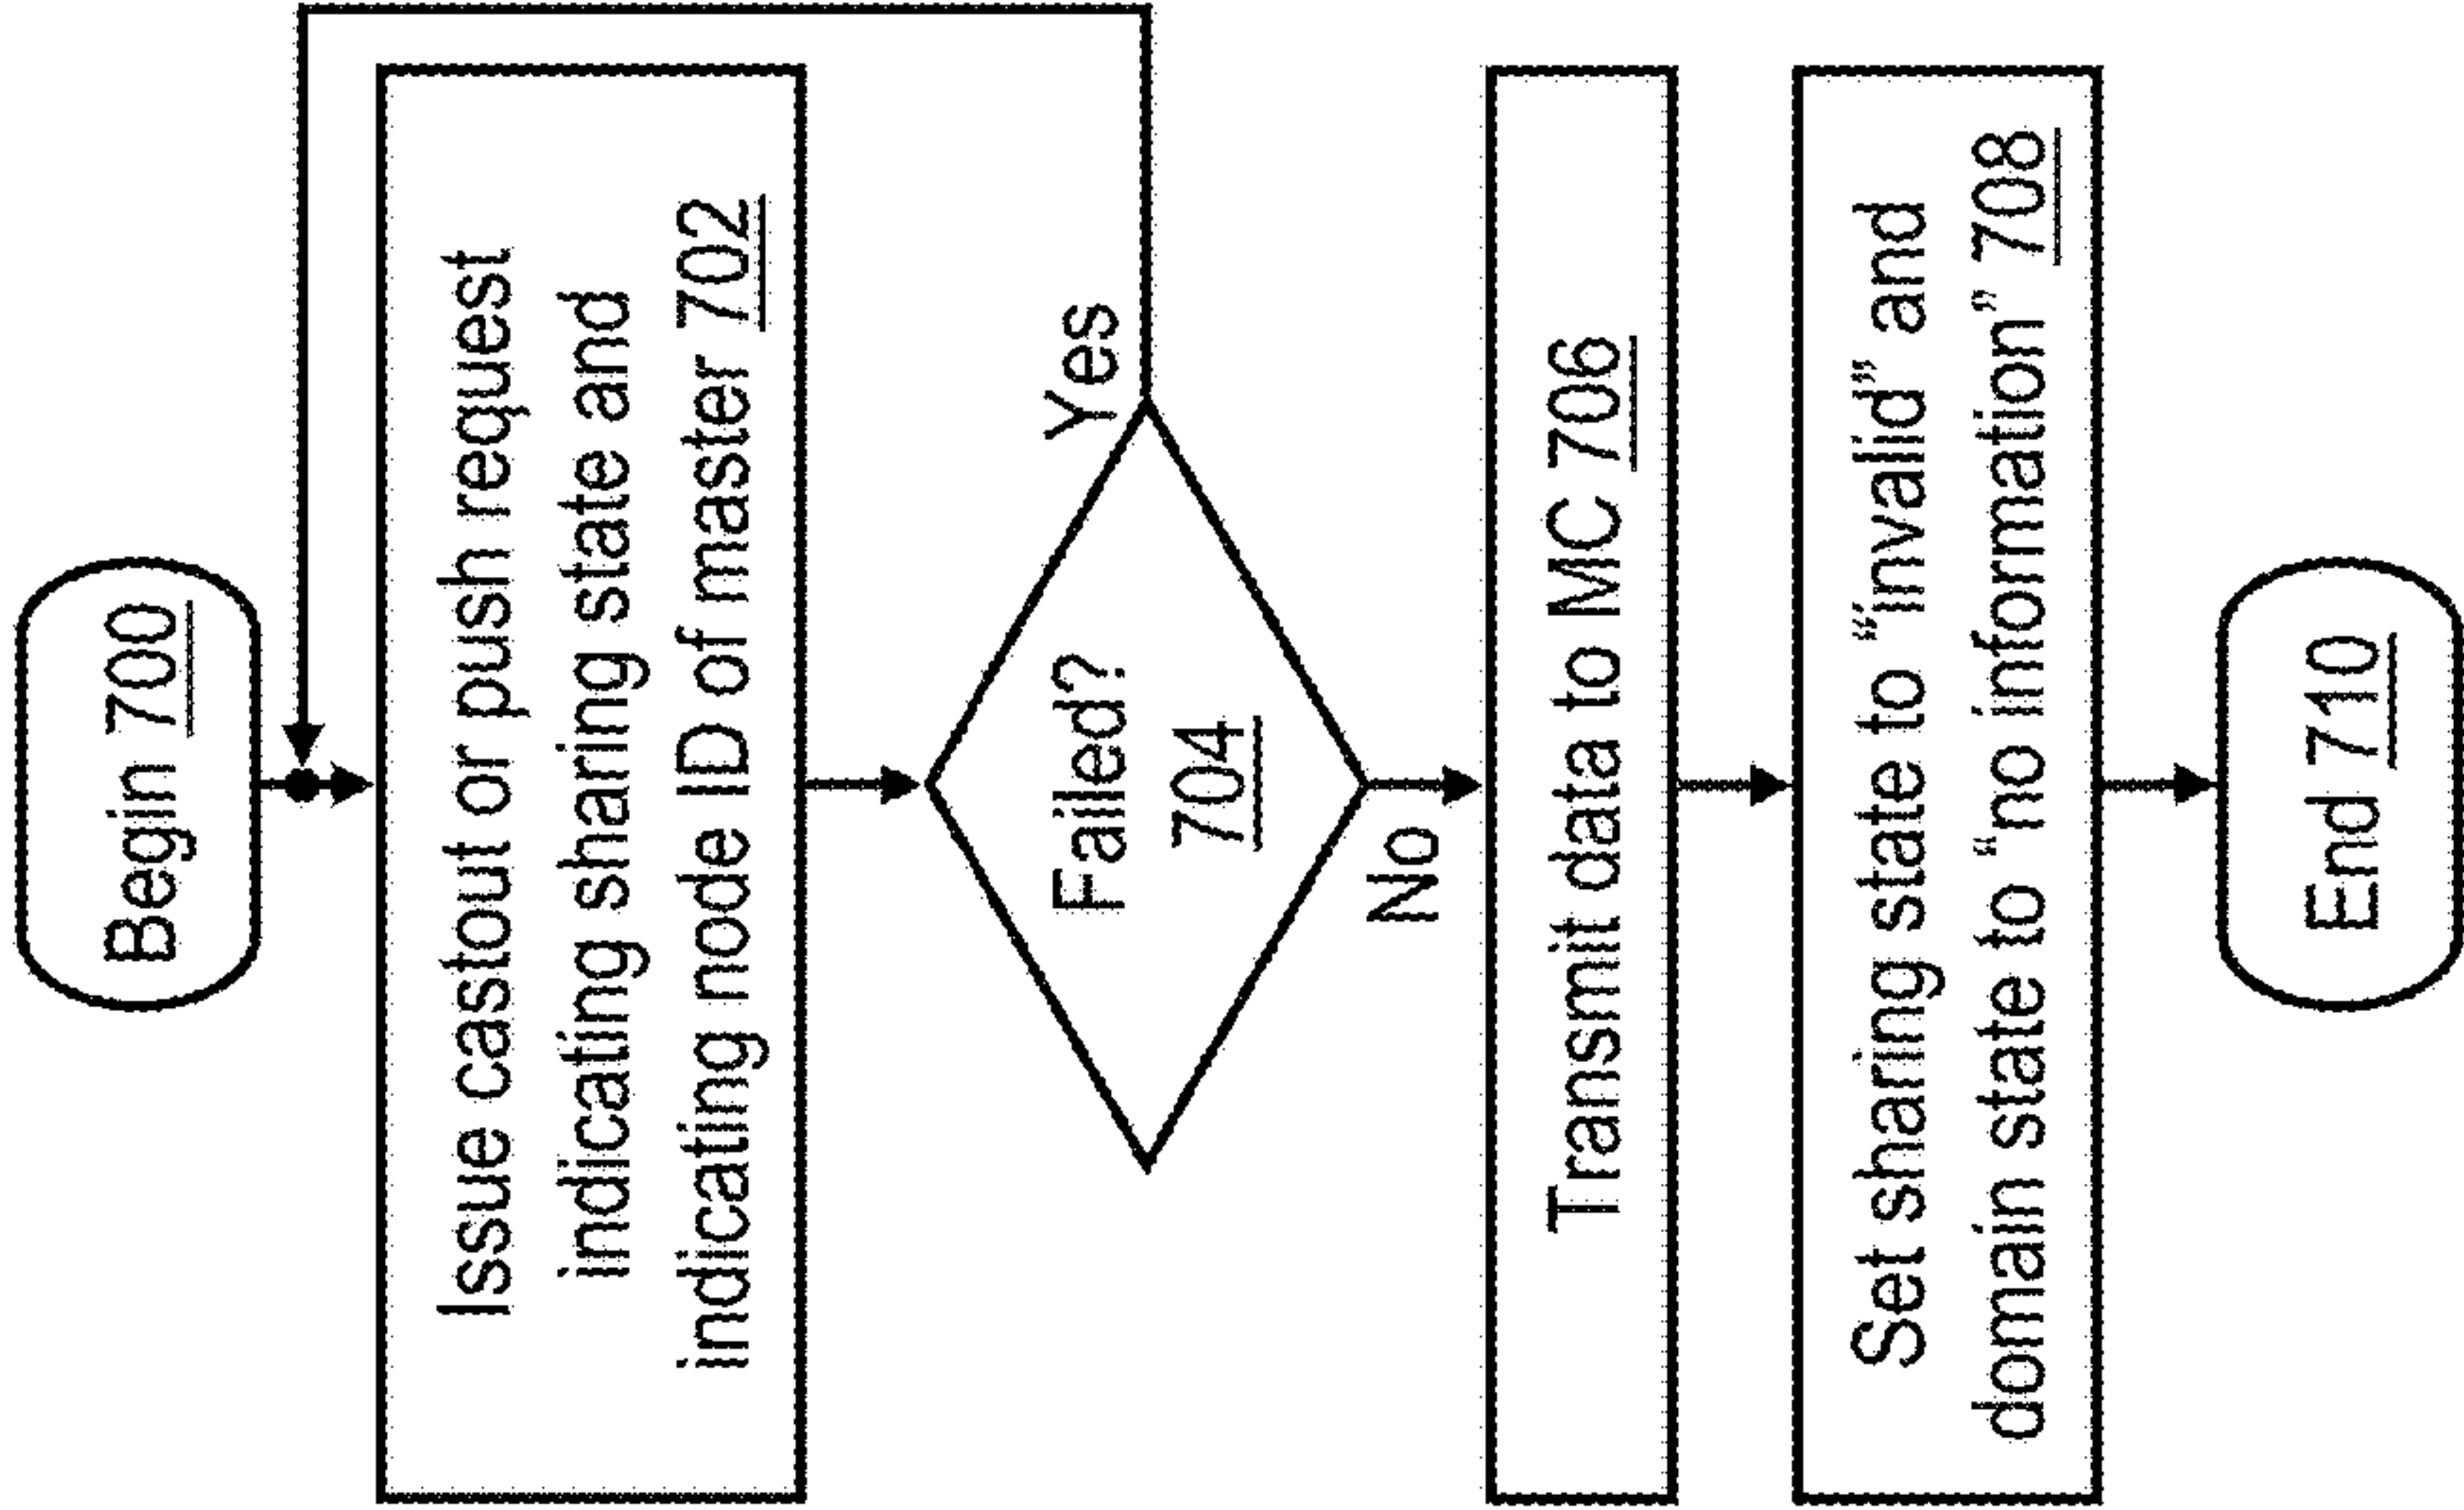 Begin 700
Issue castout or push request
indicating sharing state and
indicating node ID of master 702
Failed?
704
Yes
No
Transmit data to MC 706
Set sharing state to “invalid” and
domain state to “no information” 708
End 710